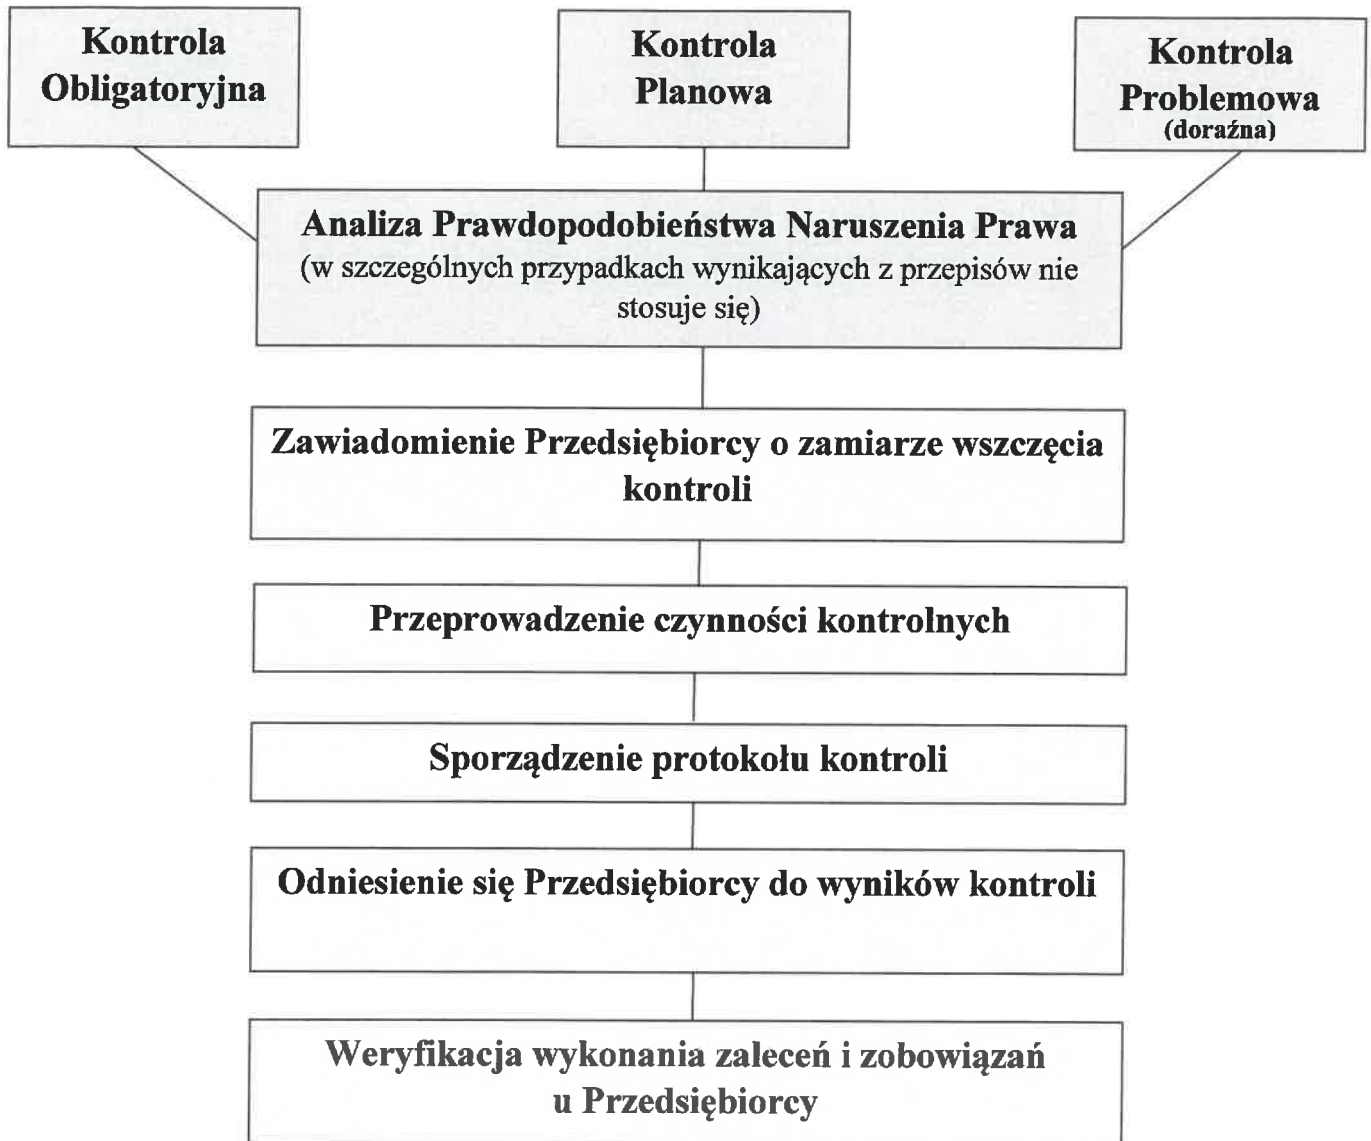 Kontrola
Obligatoryjna
Kontrola
Planowa
Kontrola
Problemowa
(doraźna)
Analiza Prawdopodobieństwa Naruszenia Prawa
(w szczególnych przypadkach wynikających z przepisów nie
stosuje się)
Zawiadomienie Przedsiębiorcy o zamiarze wszczęcia
kontroli
Przeprowadzenie czynności kontrolnych
Sporządzenie protokołu kontroli
Odniesienie się Przedsiębiorcy do wyników kontroli
Weryfikacja wykonania zaleceń i zobowiązań
u Przedsiębiorcy